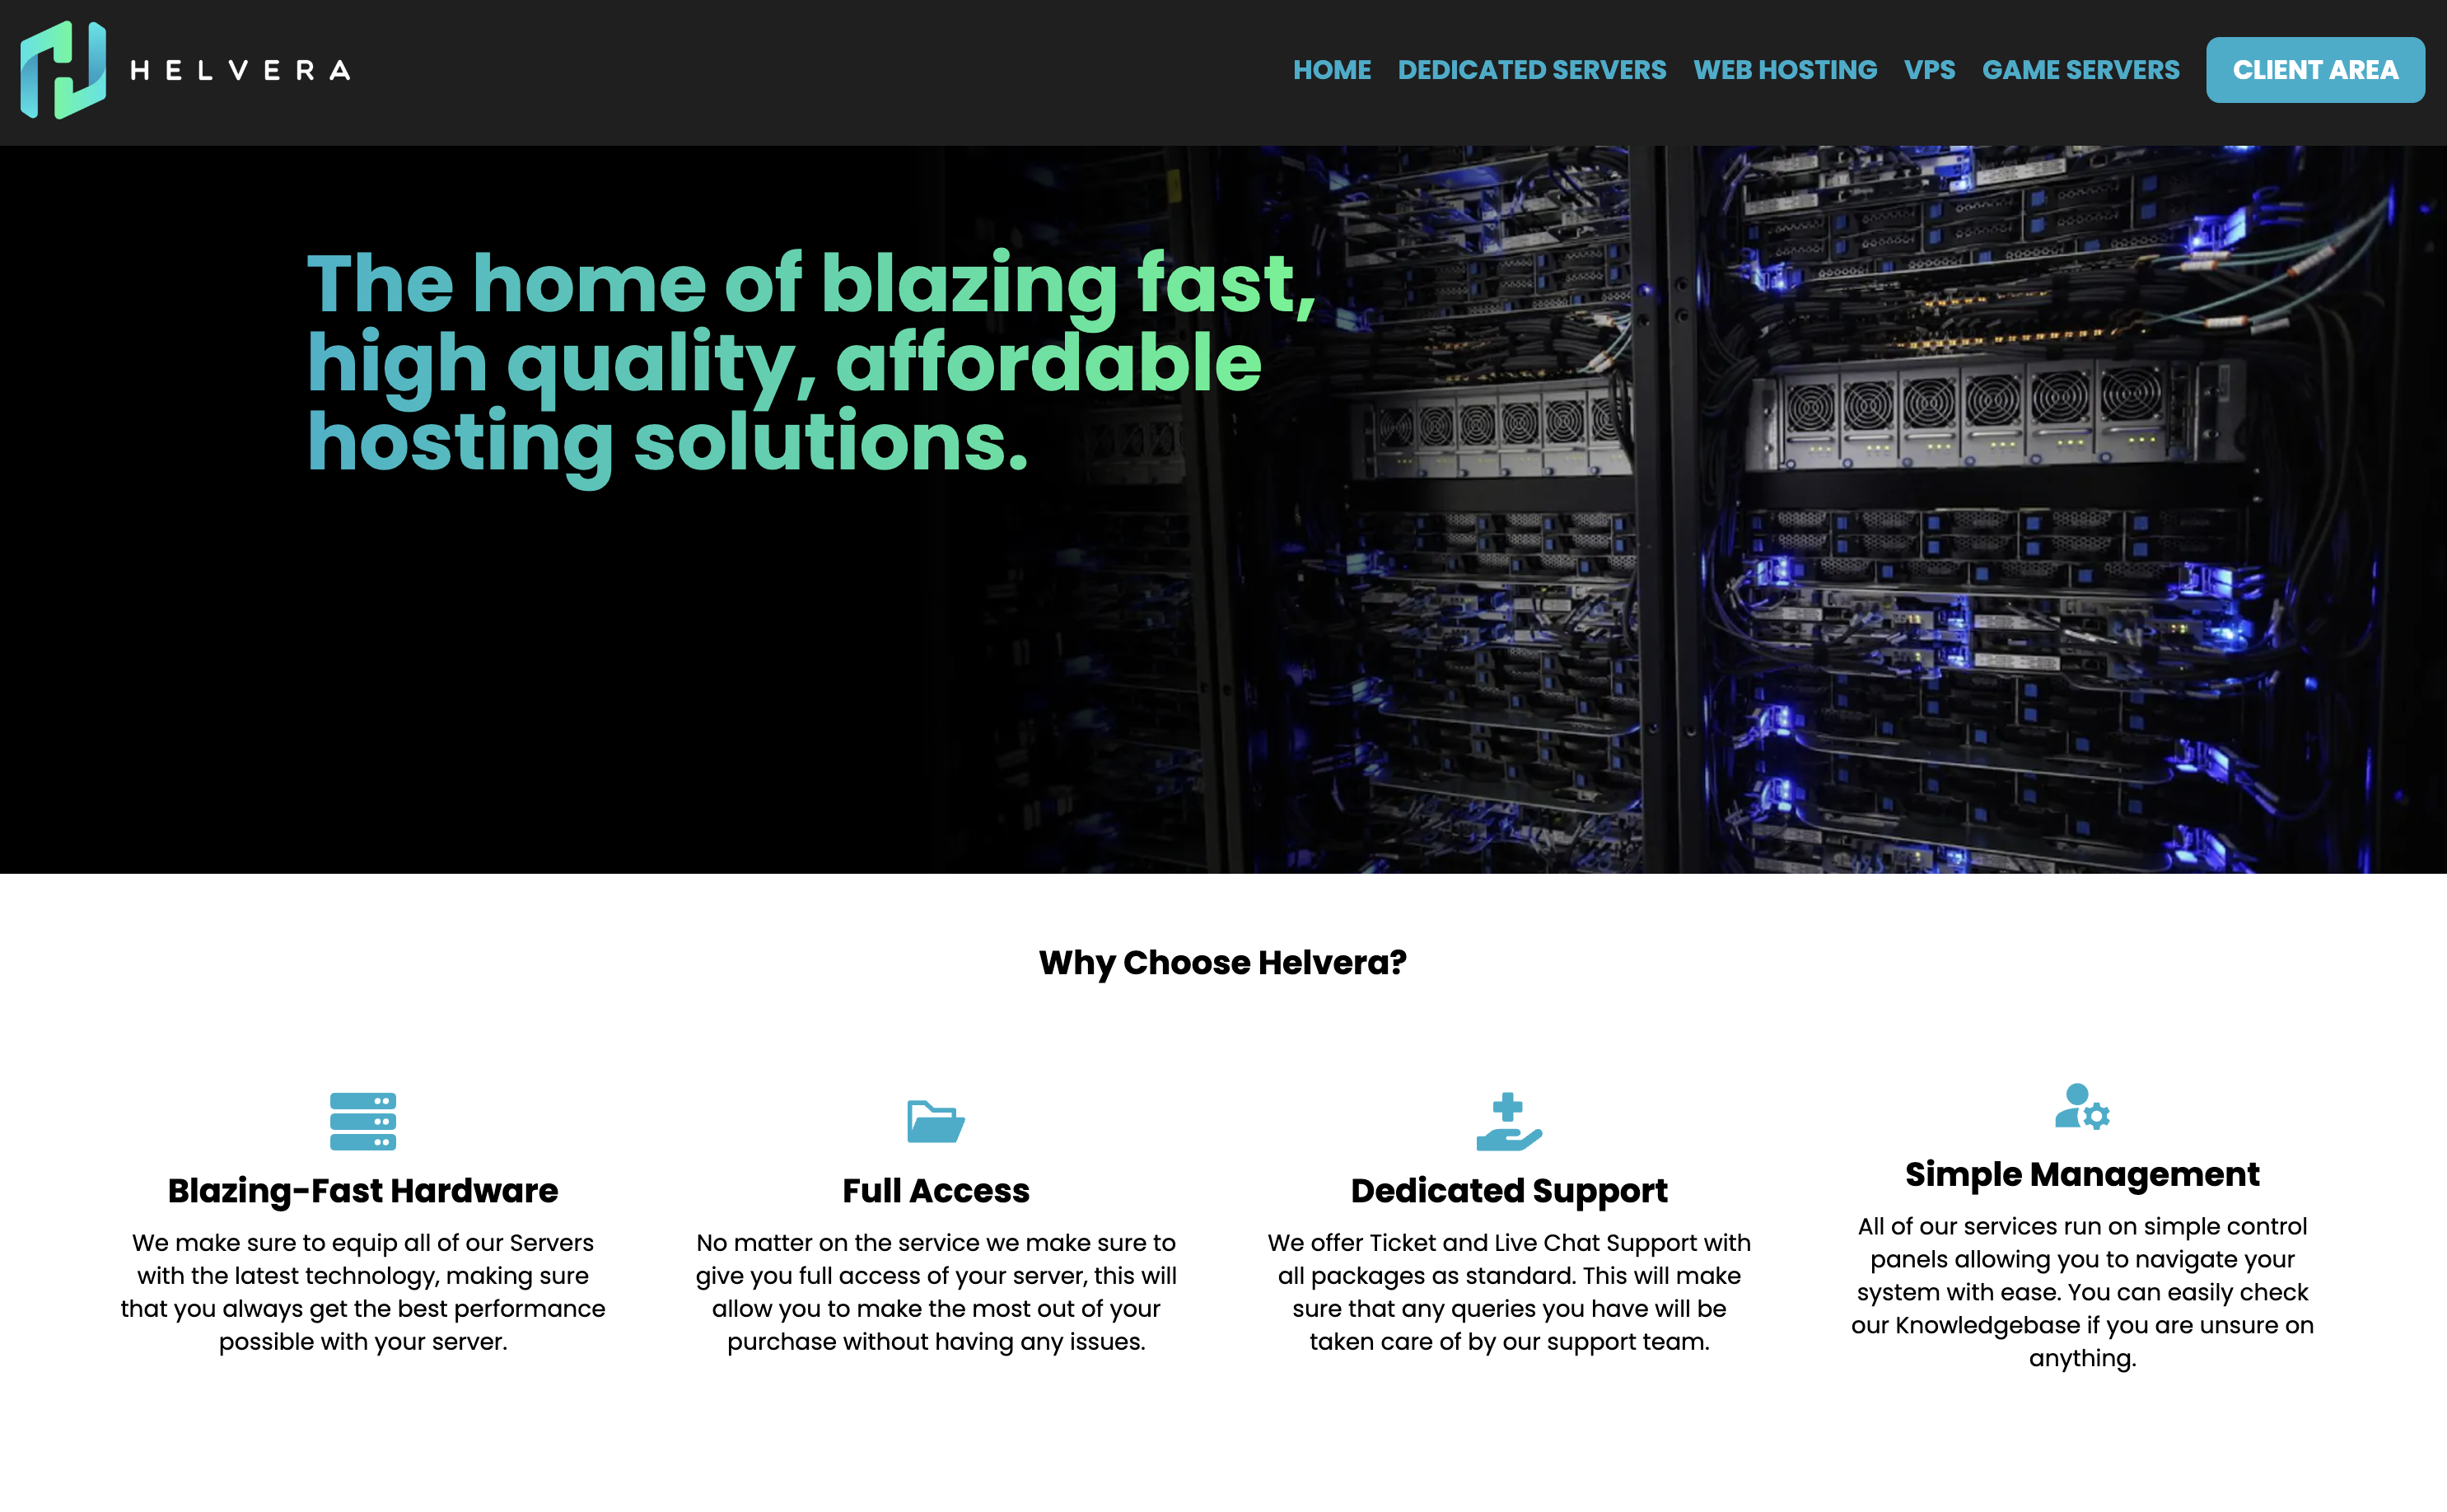 HELVERA
HOME DEDICATED SERVERS WEB HOSTING VPS GAME SERVERS CLIENT AREA
The home of blazing fast,
high quality, affordable
hosting solutions.
Why Choose Helvera?
Blazing-Fast Hardware
We make sure to equip all of our Servers
with the latest technology, making sure
that you always get the best performance
possible with your server.
Full Access
No matter on the service we make sure to
give you full access of your server, this will
allow you to make the most out of your
purchase without having any issues.
Dedicated Support
We offer Ticket and Live Chat Support with
all packages as standard. This will make
sure that any queries you have will be
taken care of by our support team.
Simple Management
All of our services run on simple control
panels allowing you to navigate your
system with ease. You can easily check
our Knowledgebase if you are unsure on
anything.